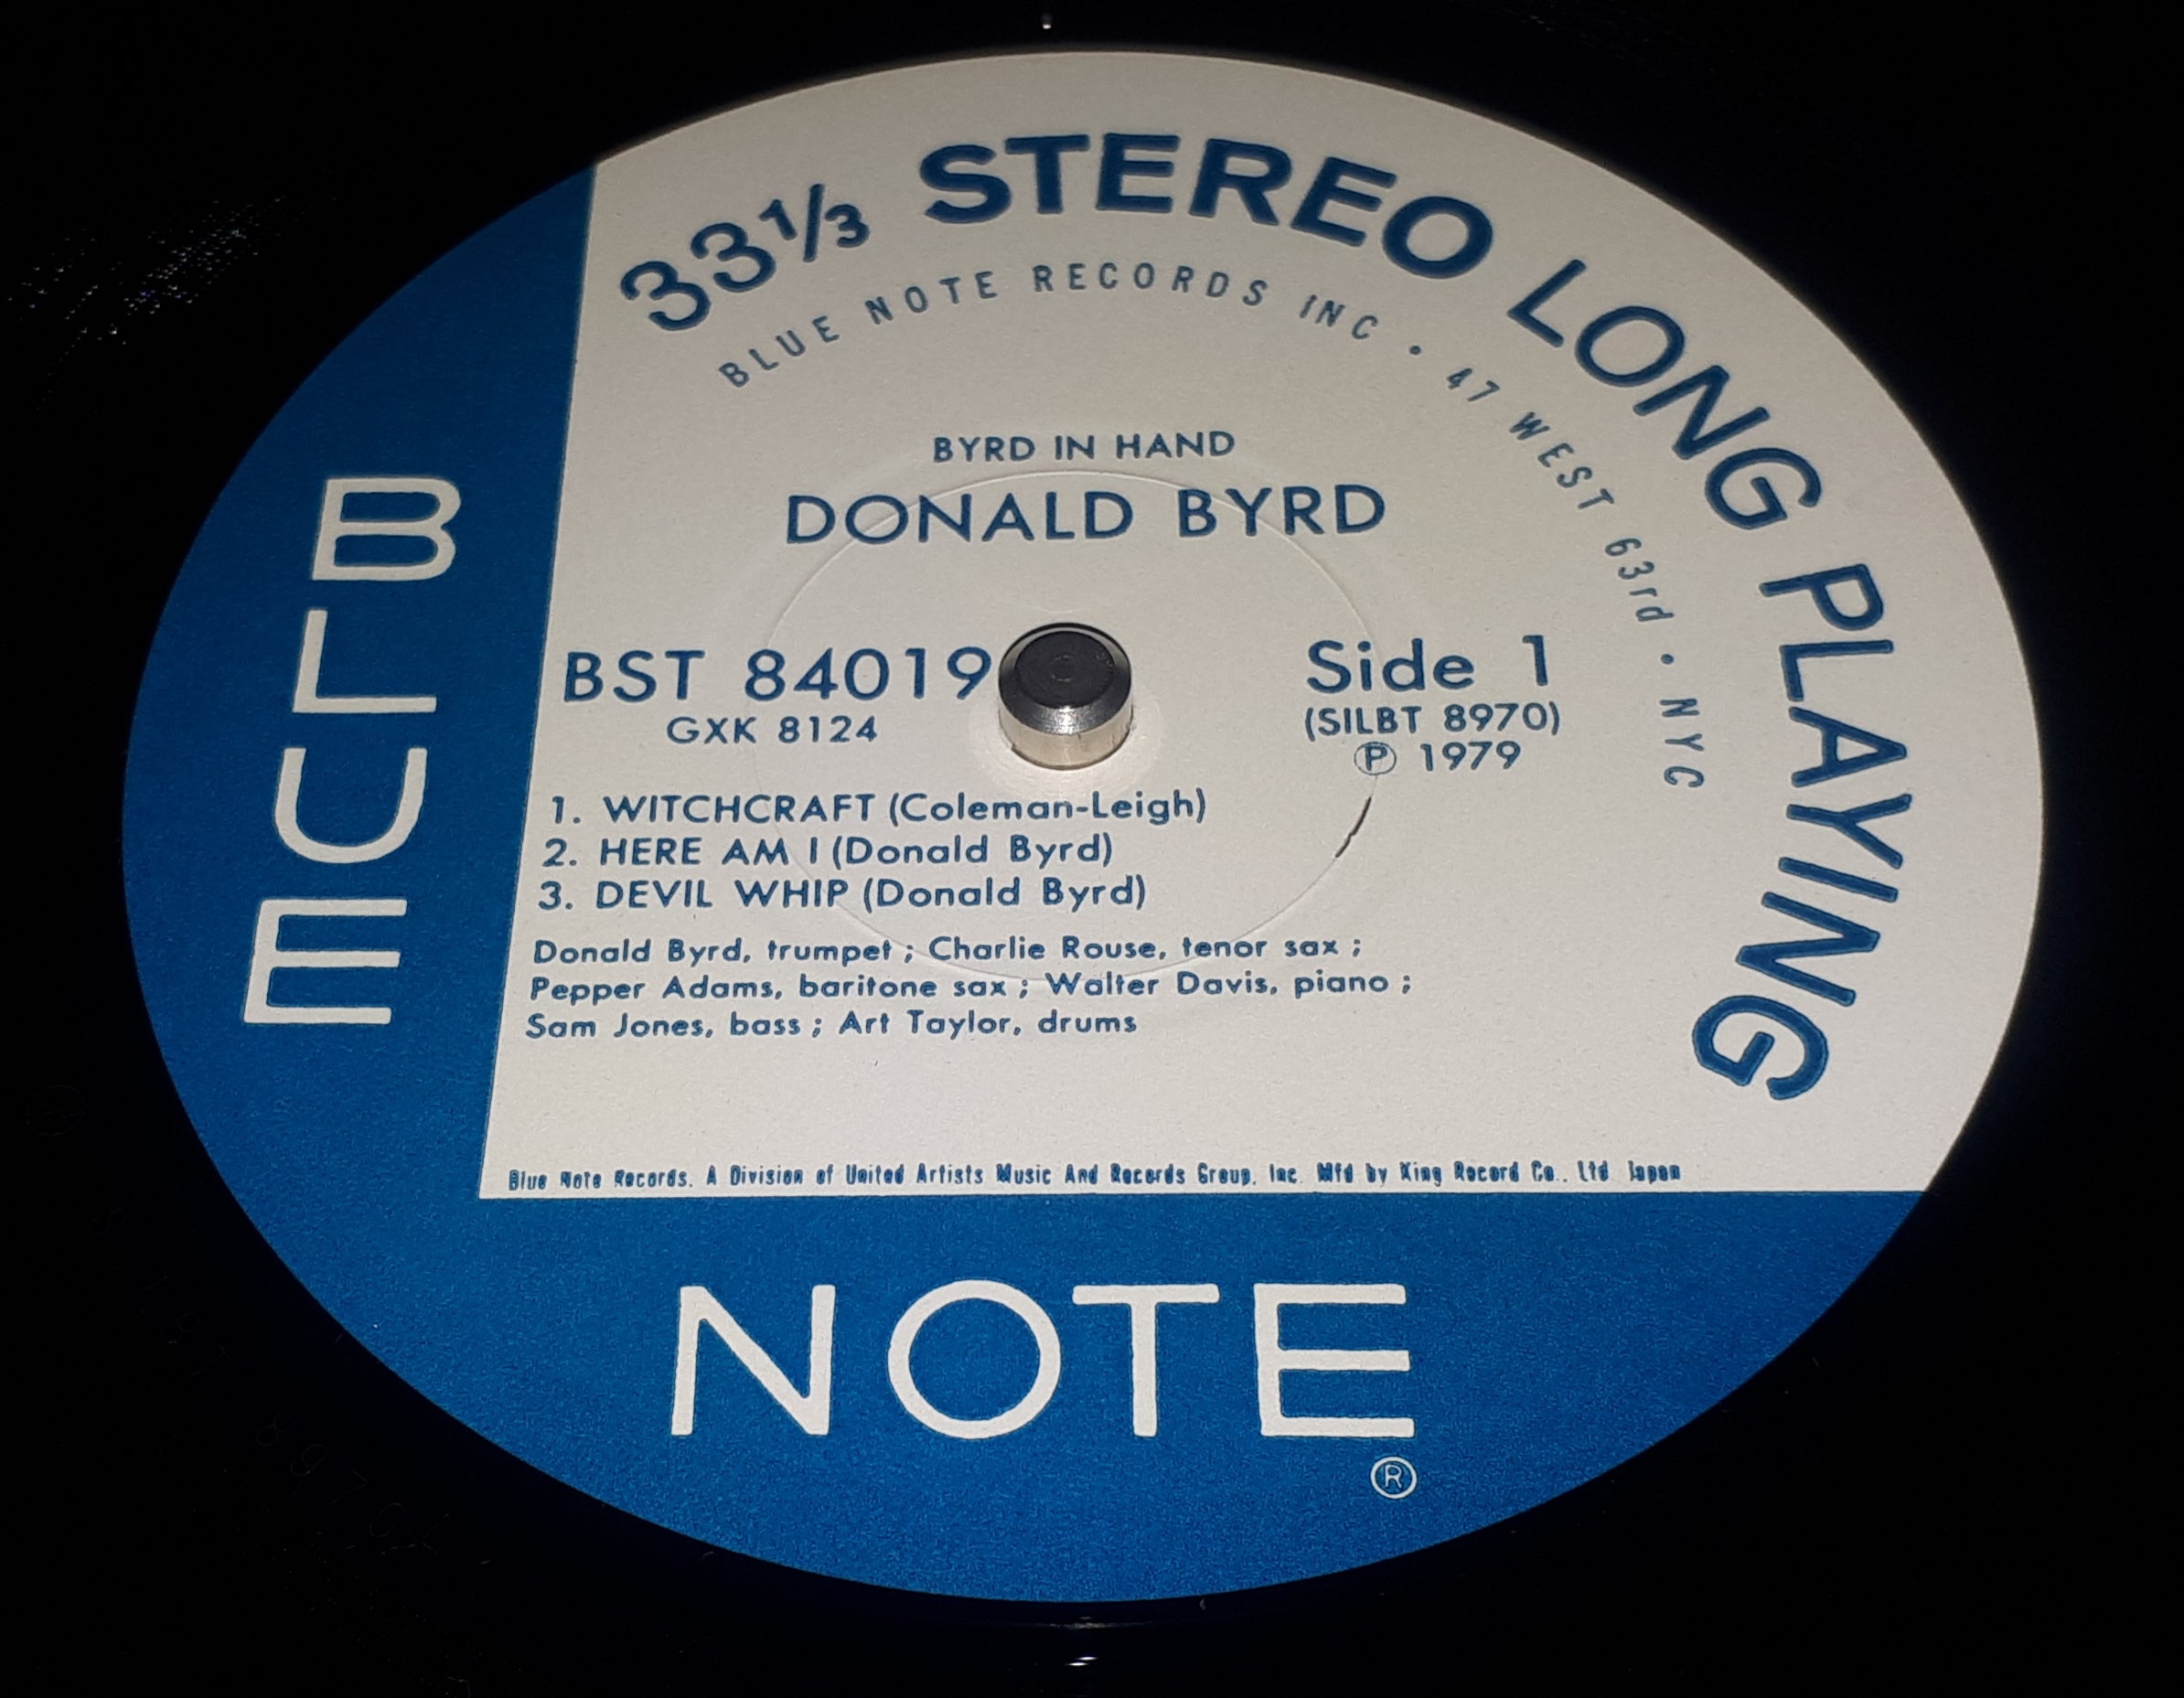 33⅓ STEREO LONG PLAYING
BLUE NOTE RECORDS INC • 47 WEST 63rd • NYC
BYRD IN HAND
DONALD BYRD
BST 84019
GXK 8124
Side 1
(SILBT 8970)
Ⓟ 1979
1. WITCHCRAFT (Coleman-Leigh)
2. HERE AM I (Donald Byrd)
3. DEVIL WHIP (Donald Byrd)
Donald Byrd, trumpet ; Charlie Rouse, tenor sax ;
Pepper Adams, baritone sax ; Walter Davis, piano ;
Sam Jones, bass ; Art Taylor, drums
Blue Note Records. A Division of United Artists Music And Records Group, Inc. Mfd by King Record Co., Ltd Japan
BLUE
NOTE
®